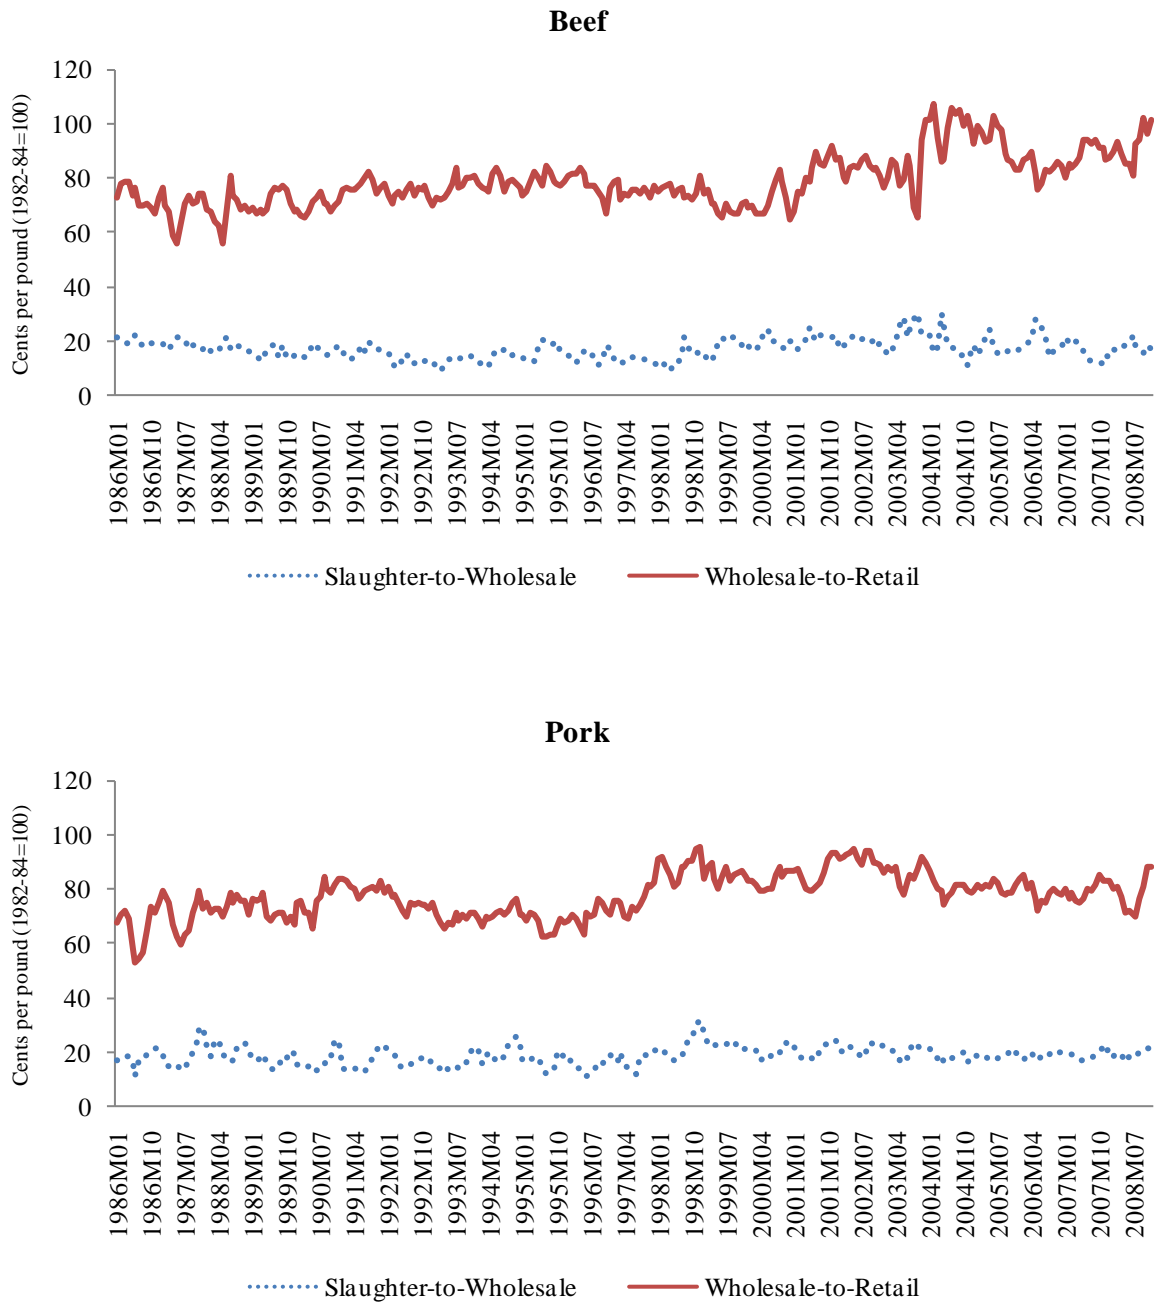 Beef
Cents per pound (1982-84=100)
120
100
80
60
40
20
0
1986M01
1986M10
1987M07
1988M04
1989M01
1989M10
1990M07
1991M04
1992M01
1992M10
1993M07
1994M04
1995M01
1995M10
1996M07
1997M04
1998M01
1998M10
1999M07
2000M04
2001M01
2001M10
2002M07
2003M04
2004M01
2004M10
2005M07
2006M04
2007M01
2007M10
2008M07
Slaughter-to-Wholesale
Wholesale-to-Retail
Pork
Cents per pound (1982-84=100)
120
100
80
60
40
20
0
1986M01
1986M10
1987M07
1988M04
1989M01
1989M10
1990M07
1991M04
1992M01
1992M10
1993M07
1994M04
1995M01
1995M10
1996M07
1997M04
1998M01
1998M10
1999M07
2000M04
2001M01
2001M10
2002M07
2003M04
2004M01
2004M10
2005M07
2006M04
2007M01
2007M10
2008M07
Slaughter-to-Wholesale
Wholesale-to-Retail